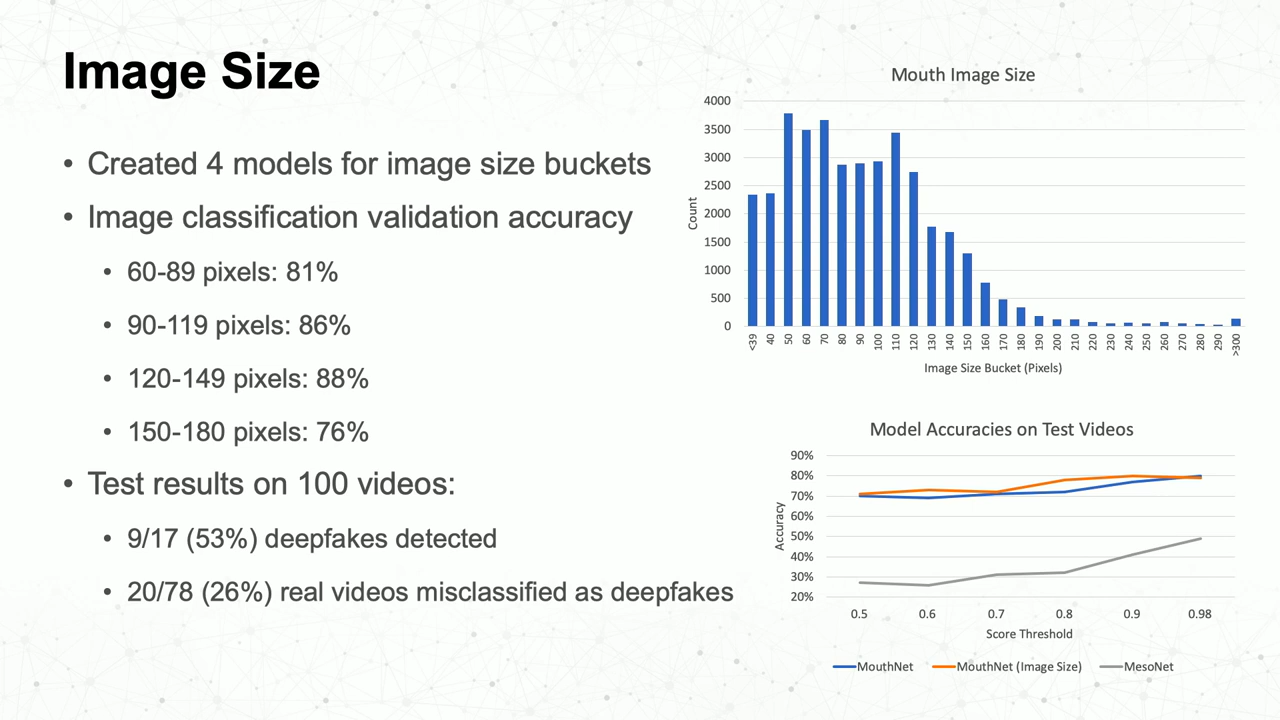 Image Size
• Created 4 models for image size buckets
• Image classification validation accuracy
• 60-89 pixels: 81%
• 90-119 pixels: 86%
• 120-149 pixels: 88%
• 150-180 pixels: 76%
• Test results on 100 videos:
• 9/17 (53%) deepfakes detected
• 20/78 (26%) real videos misclassified as deepfakes
Mouth Image Size
4000
3500
3000
2500
2000
1500
1000
500
0
Count
<39 40 50 60 70 80 90 100 110 120 130 140 150 160 170 180 190 200 210 220 230 240 250 260 270 280 290 >300
Image Size Bucket (Pixels)
Model Accuracies on Test Videos
90%
80%
70%
60%
50%
40%
30%
20%
Accuracy
0.5 0.6 0.7 0.8 0.9 0.98
Score Threshold
MouthNet MouthNet (Image Size) MesoNet